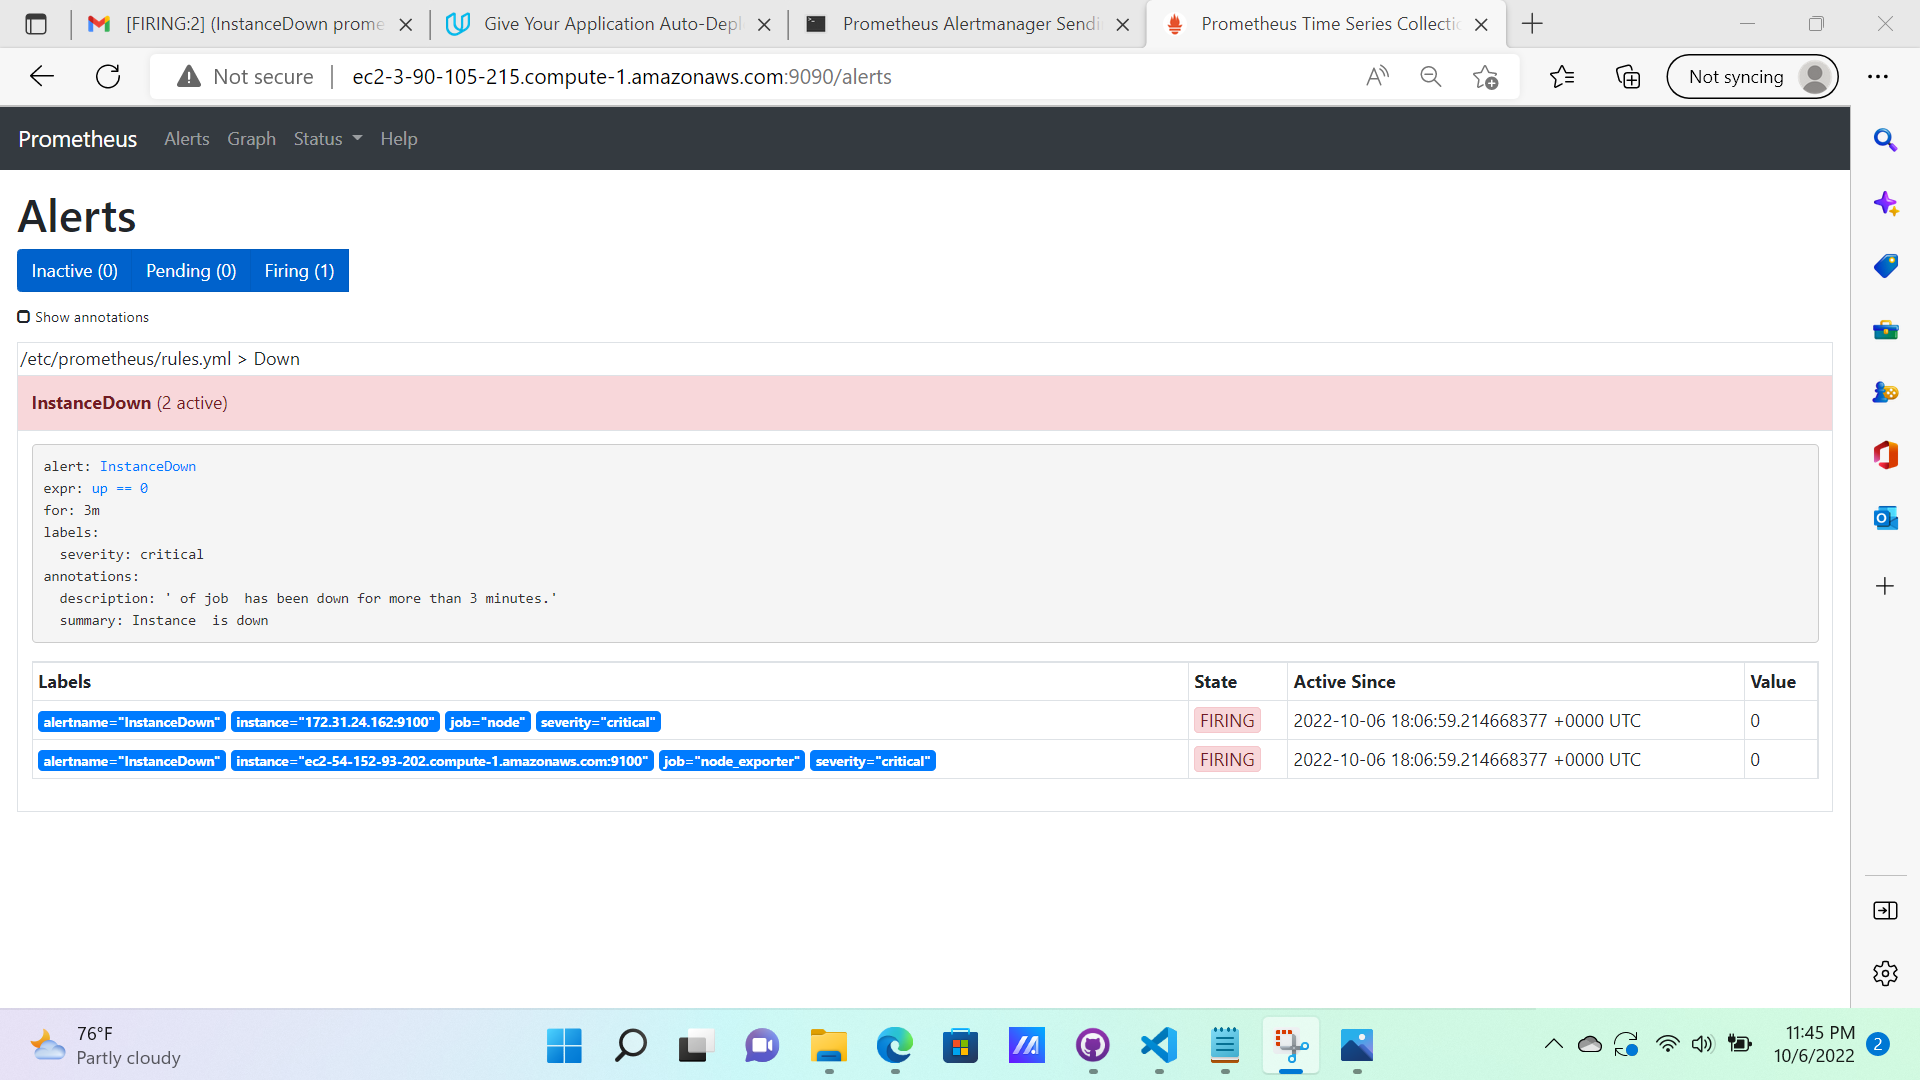 [FIRING:2] (InstanceDown prome
Give Your Application Auto-Depl
Prometheus Alertmanager Sendi
Prometheus Time Series Collectio
Not secure
ec2-3-90-105-215.compute-1.amazonaws.com:9090/alerts
Not syncing
Prometheus Alerts Graph Status Help
Alerts
Inactive (0) Pending (0) Firing (1)
Show annotations
/etc/prometheus/rules.yml > Down
InstanceDown (2 active)
alert: InstanceDown
expr: up == 0
for: 3m
labels:
severity: critical
annotations:
description: ' of job  has been down for more than 3 minutes.'
summary: Instance  is down
Labels State Active Since Value
alertname="InstanceDown" instance="172.31.24.162:9100" job="node" severity="critical" FIRING 2022-10-06 18:06:59.214668377 +0000 UTC 0
alertname="InstanceDown" instance="ec2-54-152-93-202.compute-1.amazonaws.com:9100" job="node_exporter" severity="critical" FIRING 2022-10-06 18:06:59.214668377 +0000 UTC 0
76°F
Partly cloudy
11:45 PM
10/6/2022
2